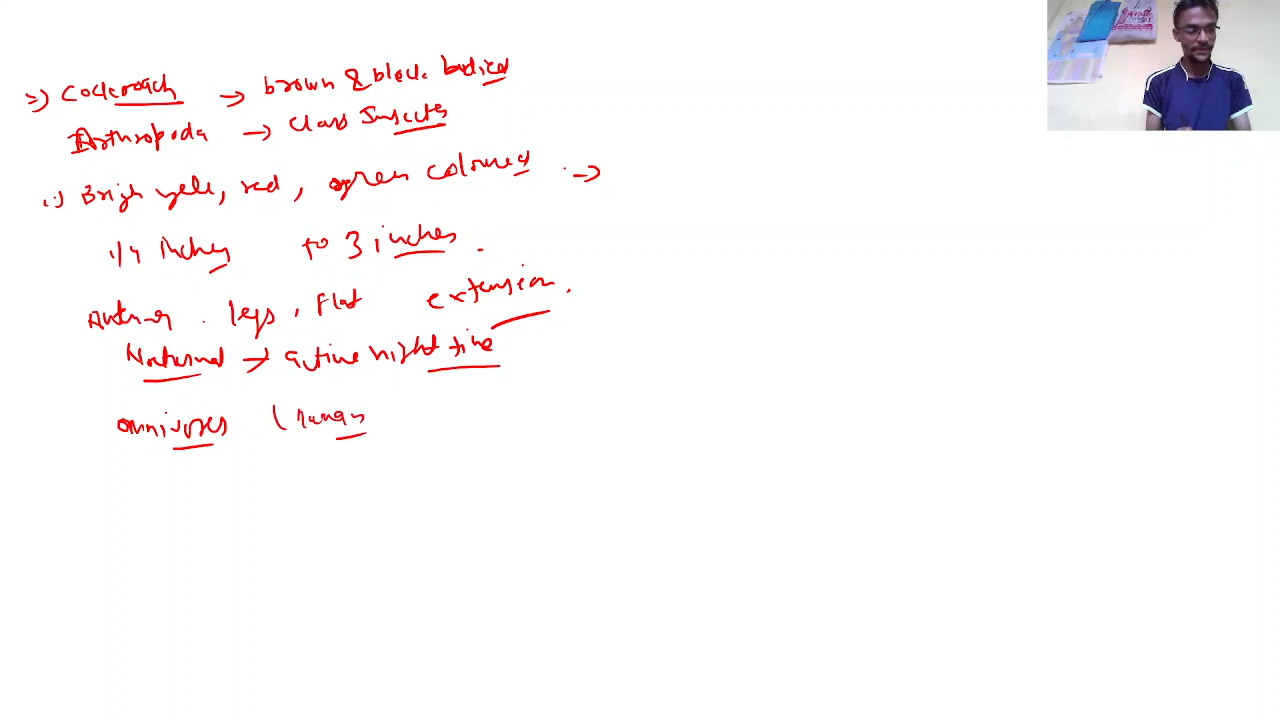 =>) Cockroach → brown & black bodied
Arthropoda → class Insecta
Bright yellow, red, green coloured . →
1/4 inches to 3 inches .
Antenna , legs , Flat extension .
Nocturnal → active night time
omnivores (